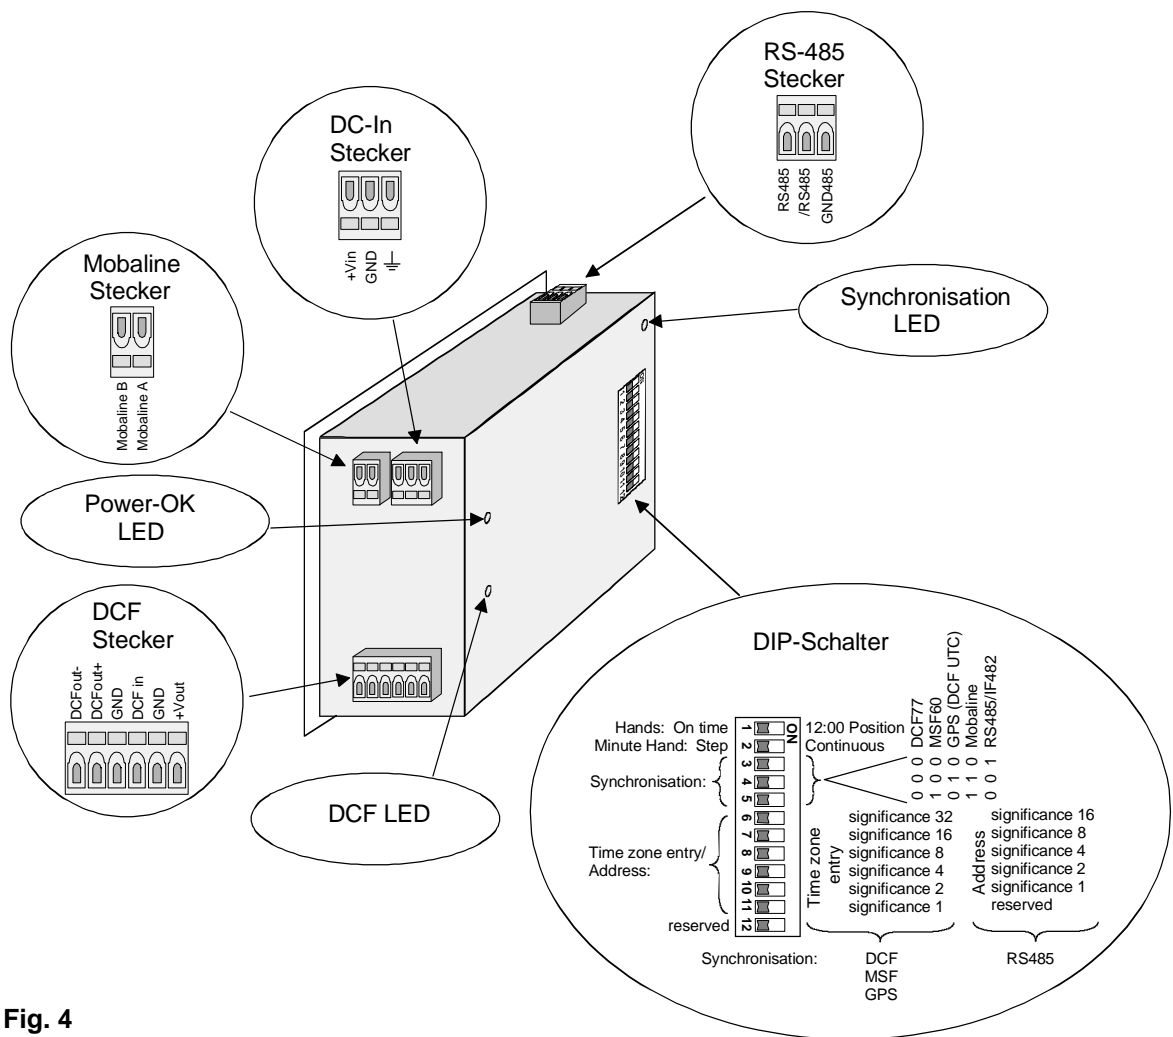 RS-485
Stecker
RS485
/RS485
GND485
DC-In
Stecker
+Vin
GND
Mobaline
Stecker
Mobaline B
Mobaline A
Synchronisation
LED
Power-OK
LED
DCF
Stecker
DCFout-
DCFout+
GND
DCF in
GND
+Vout
DCF LED
DIP-Schalter
Hands: On time
Minute Hand: Step
Synchronisation:
Time zone entry/
Address:
reserved
1
2
3
4
5
6
7
8
9
10
11
12
ON
12:00 Position
Continuous
0 0 0 DCF77
1 0 0 MSF60
0 1 0 GPS (DCF UTC)
1 1 0 Mobaline
0 0 1 RS485/IF482
Time zone
entry
significance 32
significance 16
significance 8
significance 4
significance 2
significance 1
Address
significance 16
significance 8
significance 4
significance 2
significance 1
reserved
Synchronisation:
DCF
MSF
GPS
RS485
Fig. 4